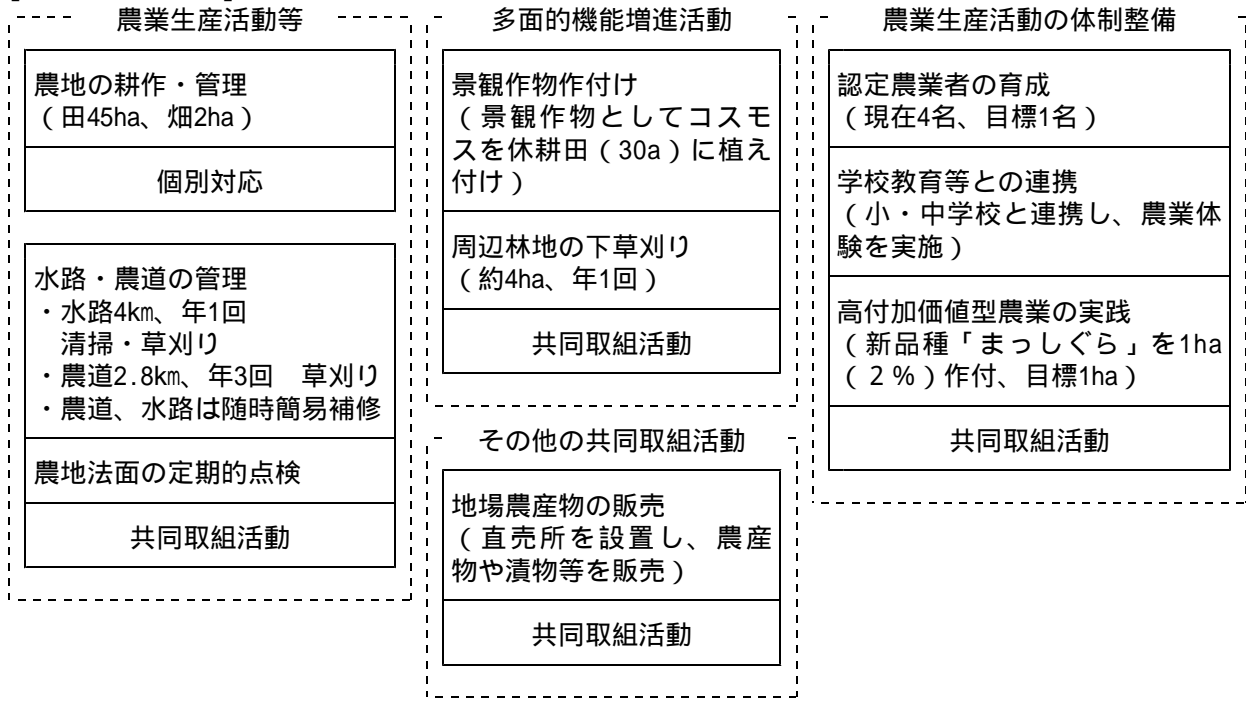 農業生産活動等
農地の耕作・管理
（田45ha、畑2ha）
個別対応
水路・農道の管理
・水路4㎞、年1回
清掃・草刈り
・農道2.8㎞、年3回　草刈り
・農道、水路は随時簡易補修
農地法面の定期的点検
共同取組活動
多面的機能増進活動
景観作物作付け
（景観作物としてコスモ
スを休耕田（30a）に植え
付け）
周辺林地の下草刈り
（約4ha、年1回）
共同取組活動
その他の共同取組活動
地場農産物の販売
（直売所を設置し、農産
物や漬物等を販売）
共同取組活動
農業生産活動の体制整備
認定農業者の育成
（現在4名、目標1名）
学校教育等との連携
（小・中学校と連携し、農業体
験を実施）
高付加価値型農業の実践
（新品種「まっしぐら」を1ha
（２％）作付、目標1ha）
共同取組活動